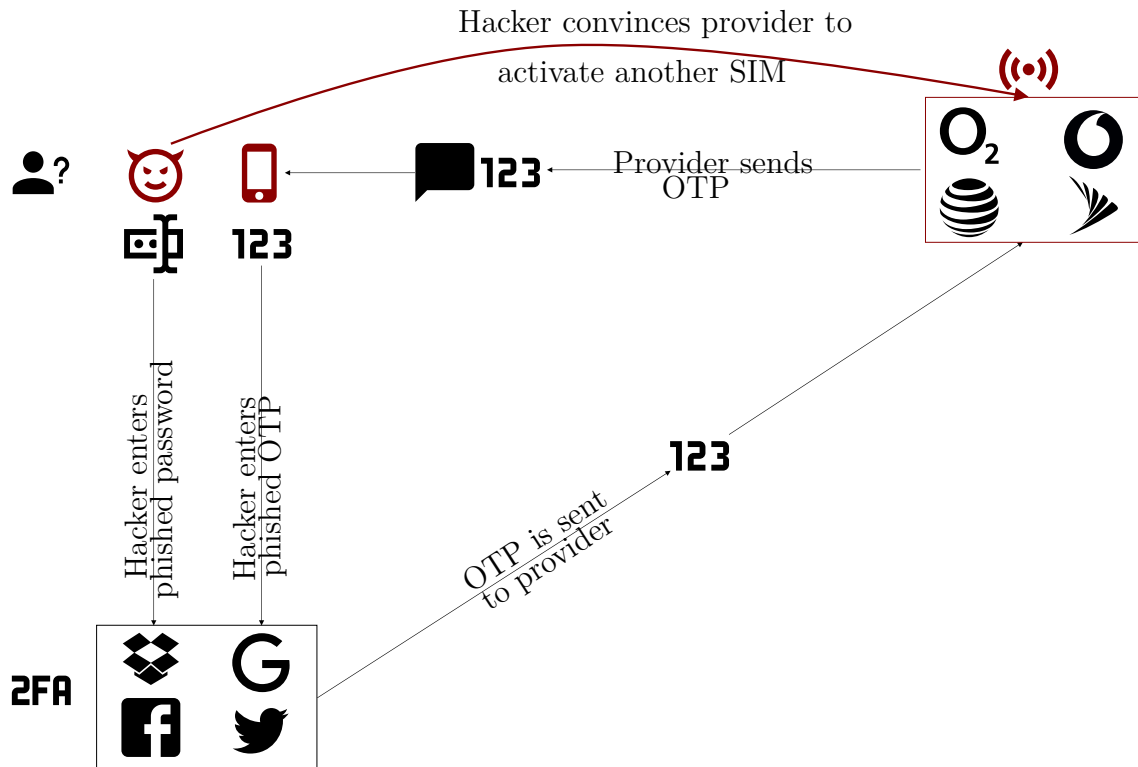 Hacker convinces provider to
activate another SIM
O2
?
123
Provider sends
OTP
123
Hacker enters
phished password
Hacker enters
phished OTP
123
OTP is sent
to provider
2FA